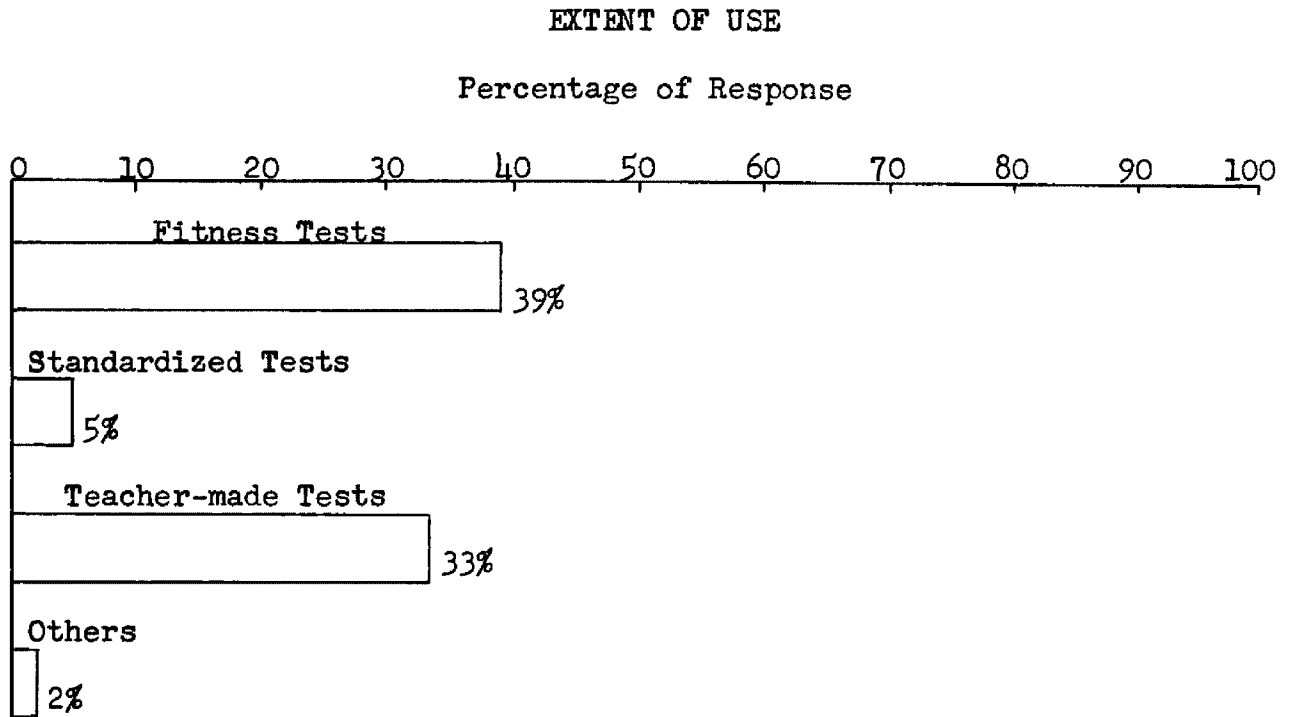 EXTENT OF USE
Percentage of Response
0 10 20 30 40 50 60 70 80 90 100
Fitness Tests
39%
Standardized Tests
5%
Teacher-made Tests
33%
Others
2%